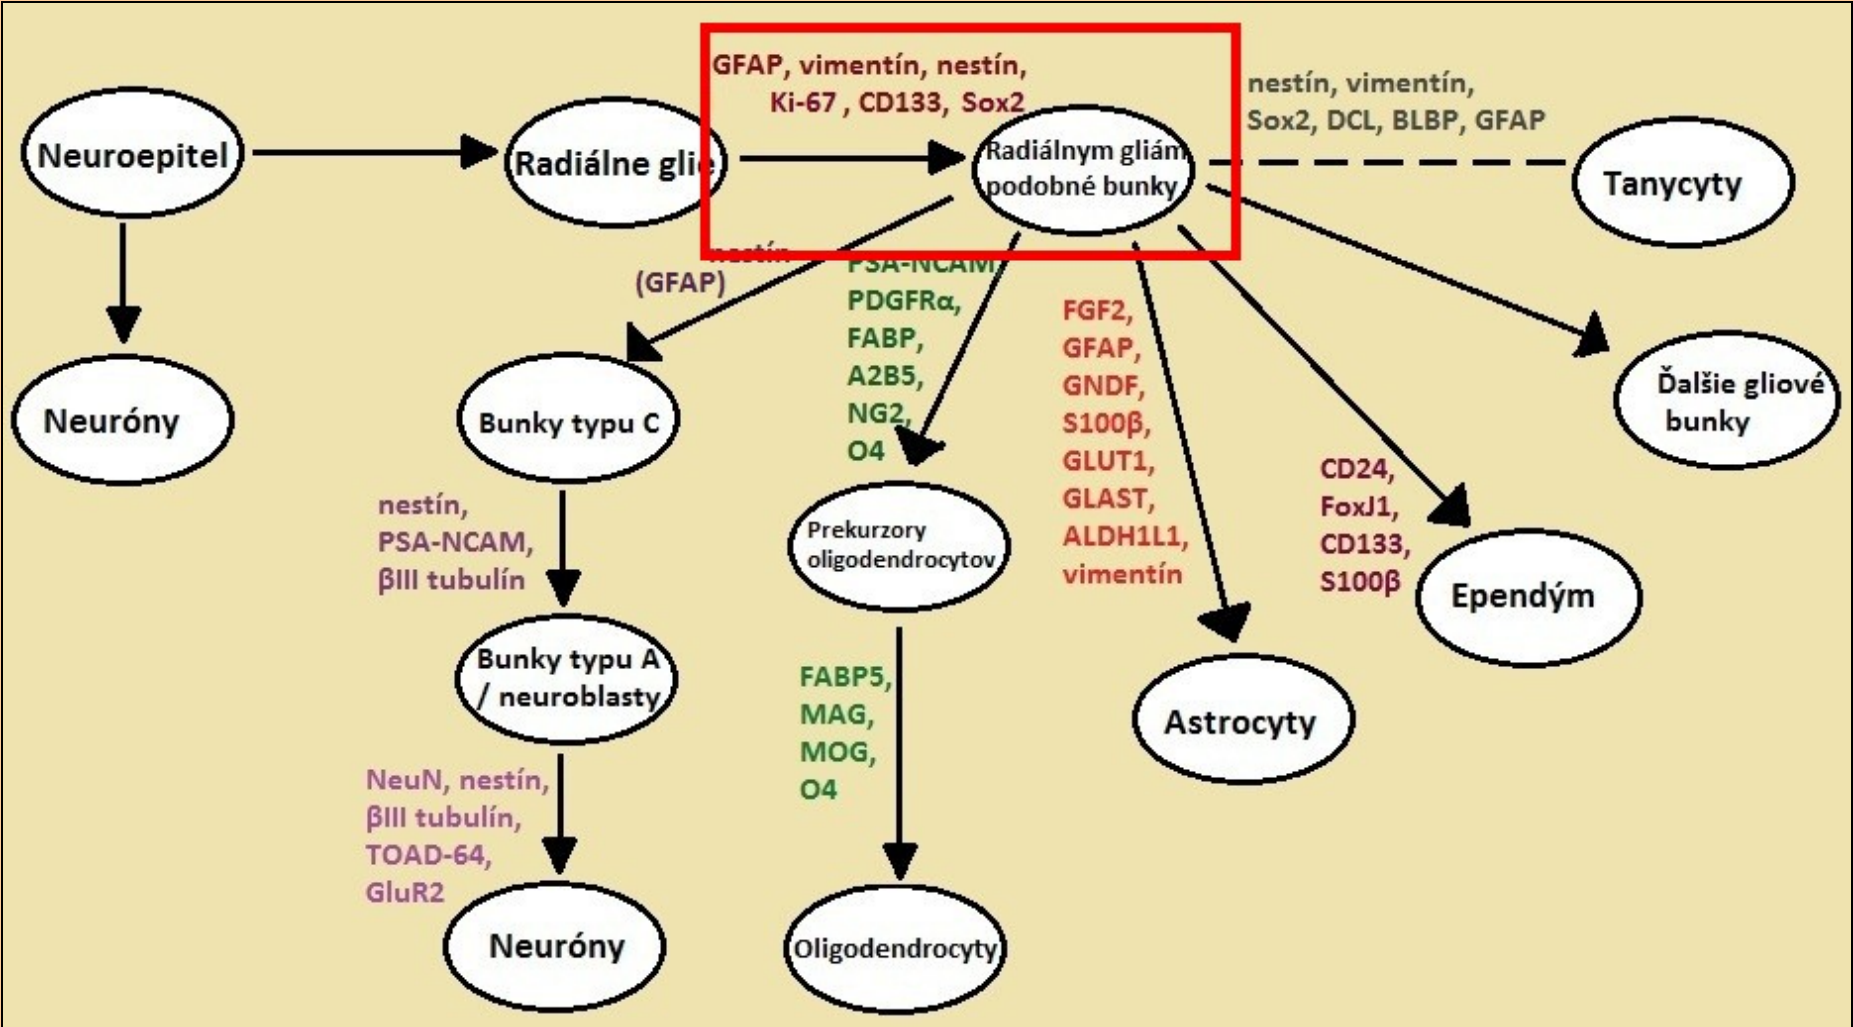 GFAP, vimentín, nestín,
Ki-67 , CD133, Sox2
nestín, vimentín,
Sox2, DCL, BLBP, GFAP
Neuroepitel
Radiálne glie
Radiálnym gliám
podobné bunky
Tanycyty
nestín
(GFAP)
PSA-NCAM
PDGFRα,
FABP,
A2B5,
NG2,
O4
FGF2,
GFAP,
GNDF,
S100β,
GLUT1,
GLAST,
ALDH1L1,
vimentín
Ďalšie gliové
bunky
Neuróny
Bunky typu C
CD24,
FoxJ1,
CD133,
S100β
nestín,
PSA-NCAM,
βIII tubulín
Prekurzory
oligodendrocytov
Ependým
Bunky typu A
/ neuroblasty
FABP5,
MAG,
MOG,
O4
Astrocyty
NeuN, nestín,
βIII tubulín,
TOAD-64,
GluR2
Neuróny
Oligodendrocyty